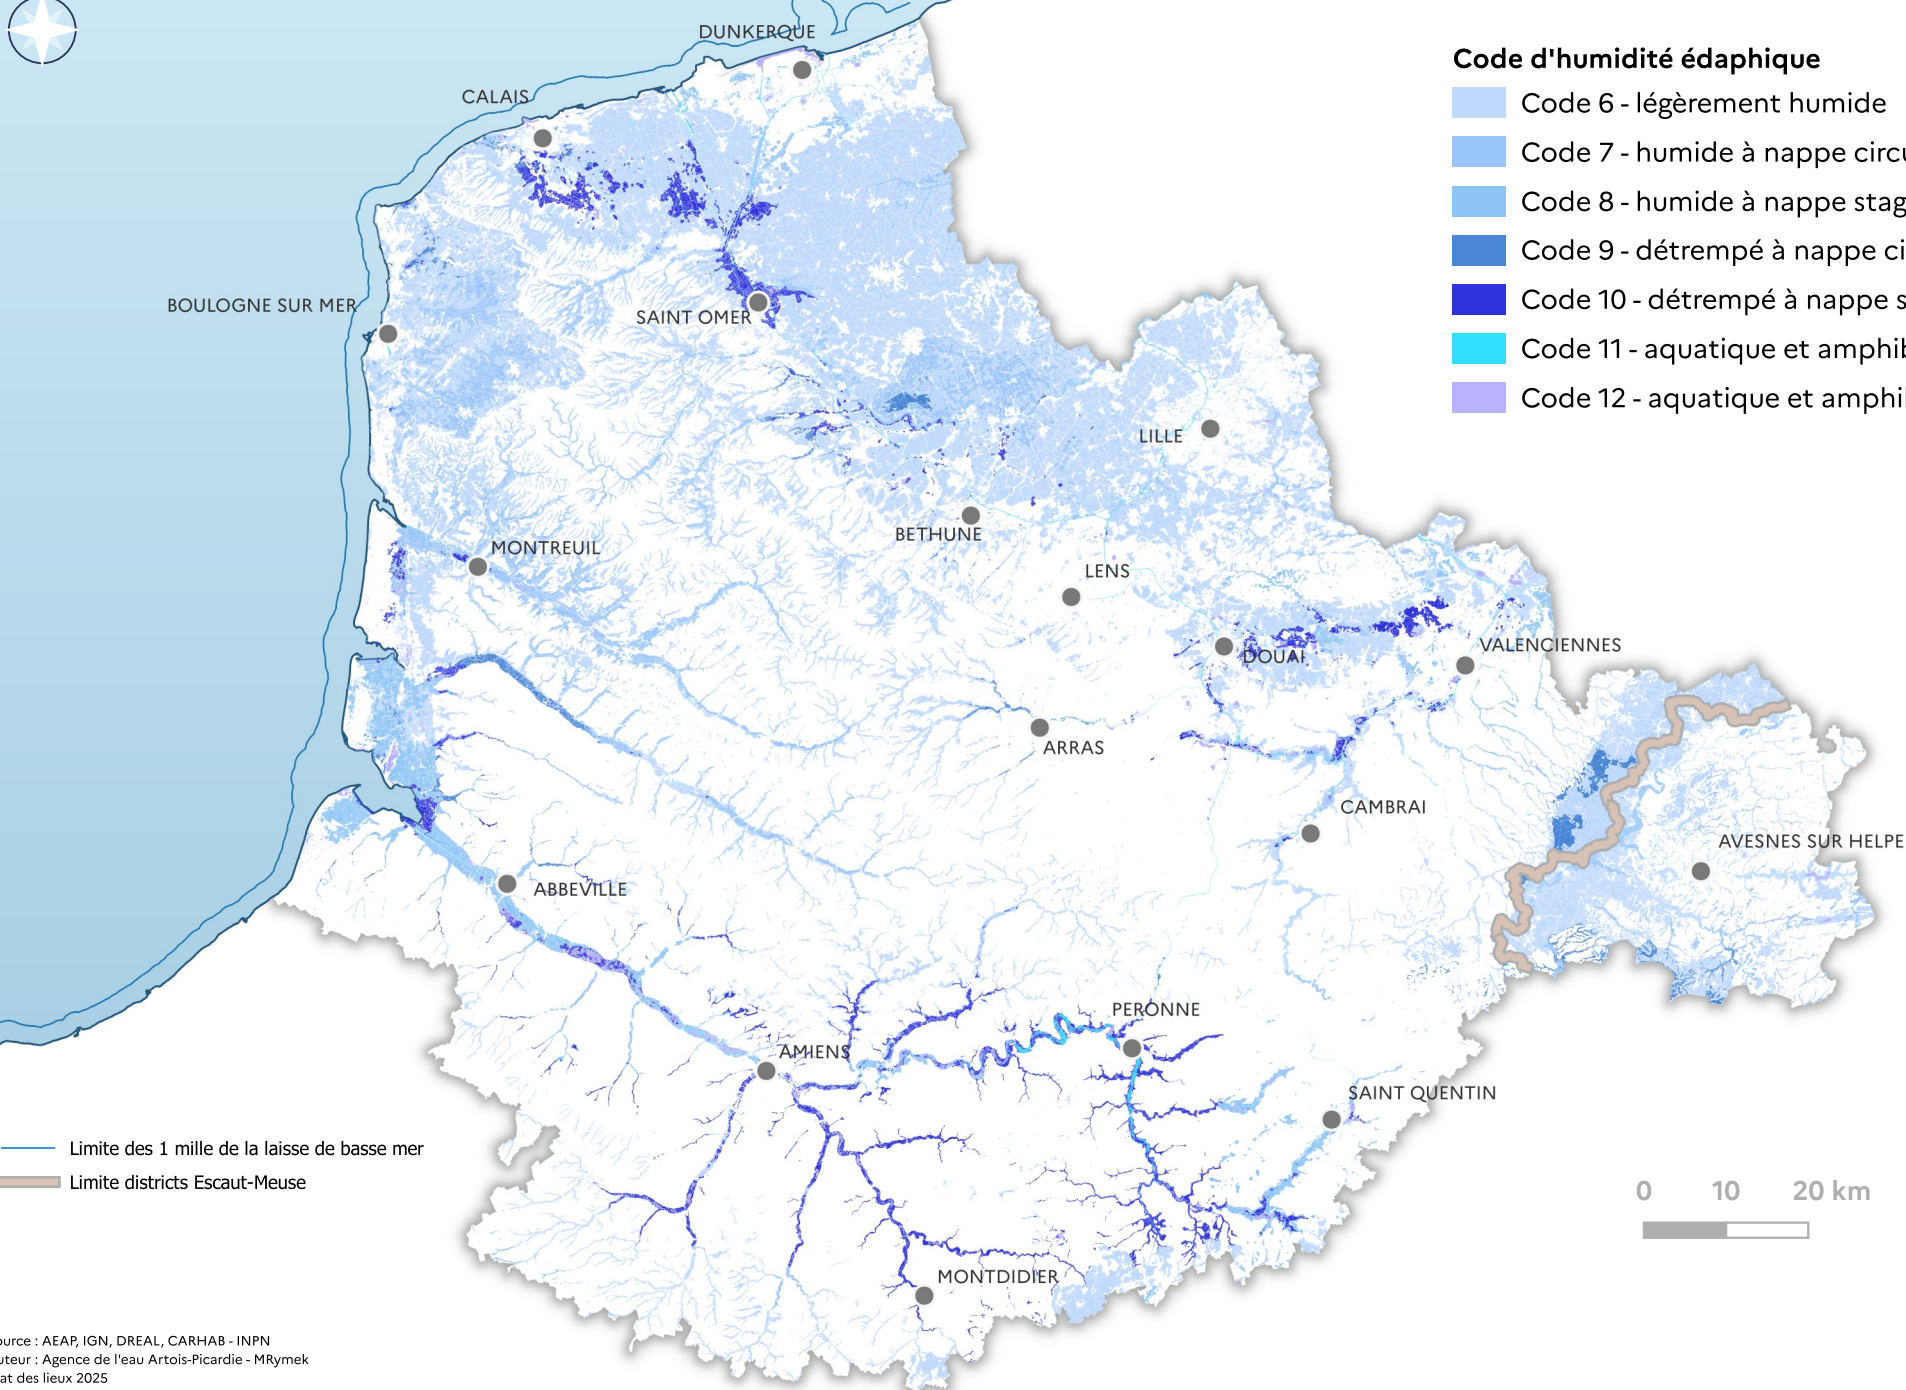 DUNKERQUE
CALAIS
BOULOGNE SUR MER
SAINT OMER
LILLE
BETHUNE
MONTREUIL
LENS
DOUAI
VALENCIENNES
ARRAS
CAMBRAI
AVESNES SUR HELPE
ABBEVILLE
PERONNE
AMIENS
SAINT QUENTIN
MONTDIDIER
Code d'humidité édaphique
Code 6 - légèrement humide
Code 7 - humide à nappe circu
Code 8 - humide à nappe stag
Code 9 - détrempé à nappe ci
Code 10 - détrempé à nappe s
Code 11 - aquatique et amphib
Code 12 - aquatique et amphi
Limite des 1 mille de la laisse de basse mer
Limite districts Escaut-Meuse
0 10 20 km
ource : AEAP, IGN, DREAL, CARHAB - INPN
uteur : Agence de l'eau Artois-Picardie - MRymek
at des lieux 2025